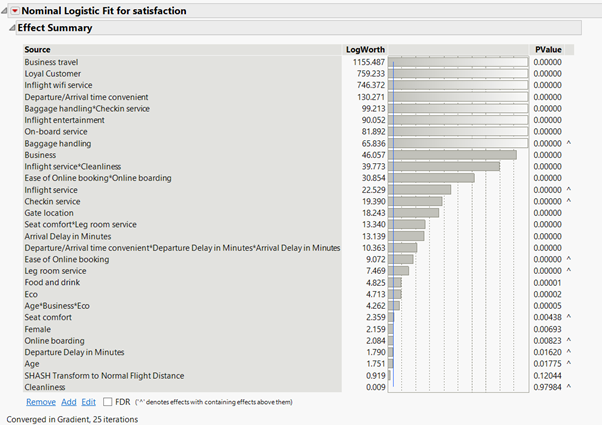 Nominal Logistic Fit for satisfaction
Effect Summary
Source LogWorth PValue
Business travel 1155.487 0.00000
Loyal Customer 759.233 0.00000
Inflight wifi service 746.372 0.00000
Departure/Arrival time convenient 130.271 0.00000
Baggage handling*Checkin service 99.213 0.00000
Inflight entertainment 90.052 0.00000
On-board service 81.892 0.00000
Baggage handling 65.836 0.00000 ^
Business 46.057 0.00000
Inflight service*Cleanliness 39.773 0.00000
Ease of Online booking*Online boarding 30.854 0.00000
Inflight service 22.529 0.00000 ^
Checkin service 19.390 0.00000 ^
Gate location 18.243 0.00000
Seat comfort*Leg room service 13.340 0.00000
Arrival Delay in Minutes 13.139 0.00000
Departure/Arrival time convenient*Departure Delay in Minutes*Arrival Delay in Minutes 10.363 0.00000
Ease of Online booking 9.072 0.00000 ^
Leg room service 7.469 0.00000 ^
Food and drink 4.825 0.00001
Eco 4.713 0.00002
Age*Business*Eco 4.262 0.00005
Seat comfort 2.359 0.00438 ^
Female 2.159 0.00693
Online boarding 2.084 0.00823 ^
Departure Delay in Minutes 1.790 0.01620 ^
Age 1.751 0.01775 ^
SHASH Transform to Normal Flight Distance 0.919 0.12044
Cleanliness 0.009 0.97984 ^
Remove Add Edit FDR ('^' denotes effects with containing effects above them)
Converged in Gradient, 25 iterations